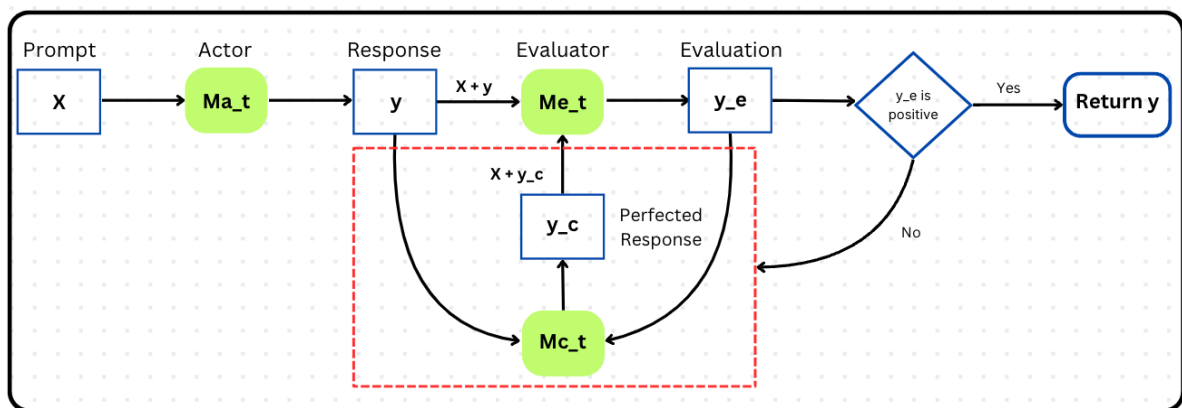 Prompt
Actor
Response
Evaluator
Evaluation
X
Ma_t
y
X + y
Me_t
y_e
y_e is
positive
Yes
Return y
X + y_c
y_c
Perfected
Response
No
Mc_t